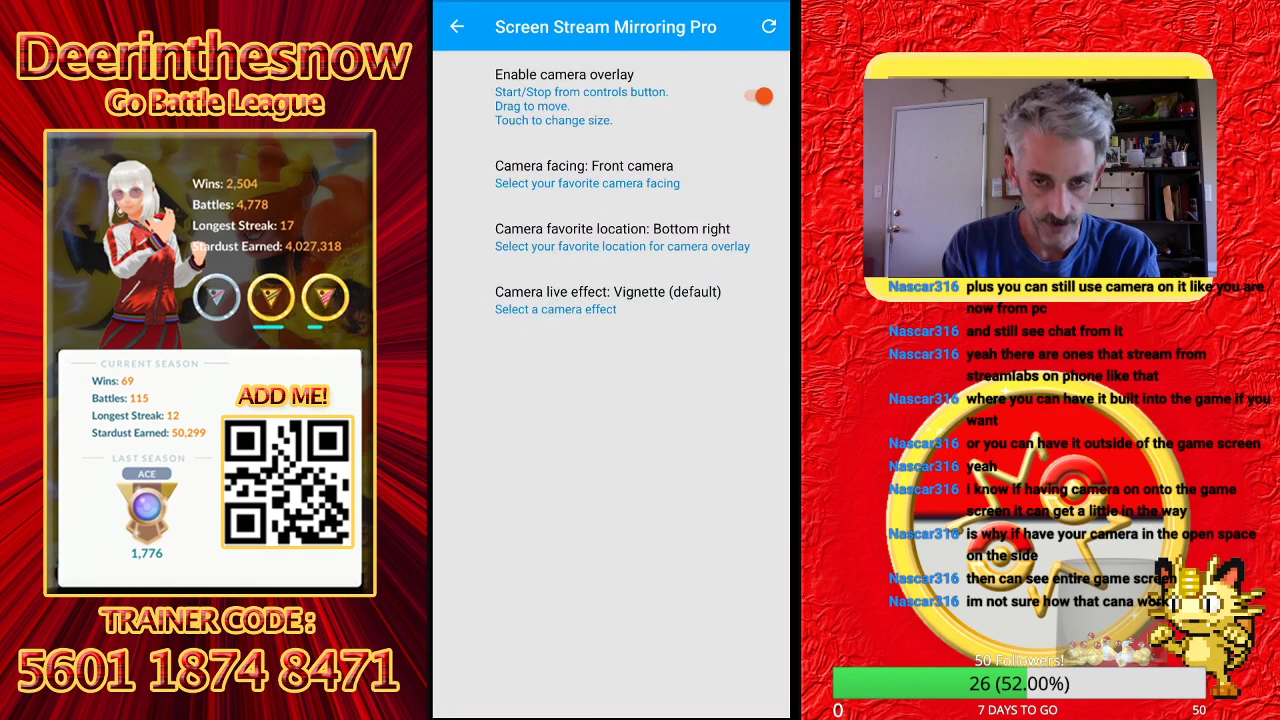 Deerinthesnow
Go Battle League
Wins: 2,504
Battles: 4,778
Longest Streak: 17
Stardust Earned: 4,027,318
CURRENT SEASON
Wins: 69
Battles: 115
Longest Streak: 12
Stardust Earned: 50,299
LAST SEASON
ACE
1,776
ADD ME!
TRAINER CODE:
5601 1874 8471
Screen Stream Mirroring Pro
Enable camera overlay
Start/Stop from controls button.
Drag to move.
Touch to change size.
Camera facing: Front camera
Select your favorite camera facing
Camera favorite location: Bottom right
Select your favorite location for camera overlay
Camera live effect: Vignette (default)
Select a camera effect
Nascar316 plus you can still use camera on it like you are
now from pc
Nascar316 and still see chat from it
Nascar316 yeah there are ones that stream from
streamlabs on phone like that
Nascar316 where you can have it built into the game if you
want
Nascar316 or you can have it outside of the game screen
Nascar316 yeah
Nascar316 i know if having camera on onto the game
screen it can get a little in the way
Nascar316 is why if have your camera in the open space
on the side
Nascar316 then can see entire game screen
Nascar316 im not sure how that cana work
50 Followers!
26 (52.00%)
0
7 DAYS TO GO
50